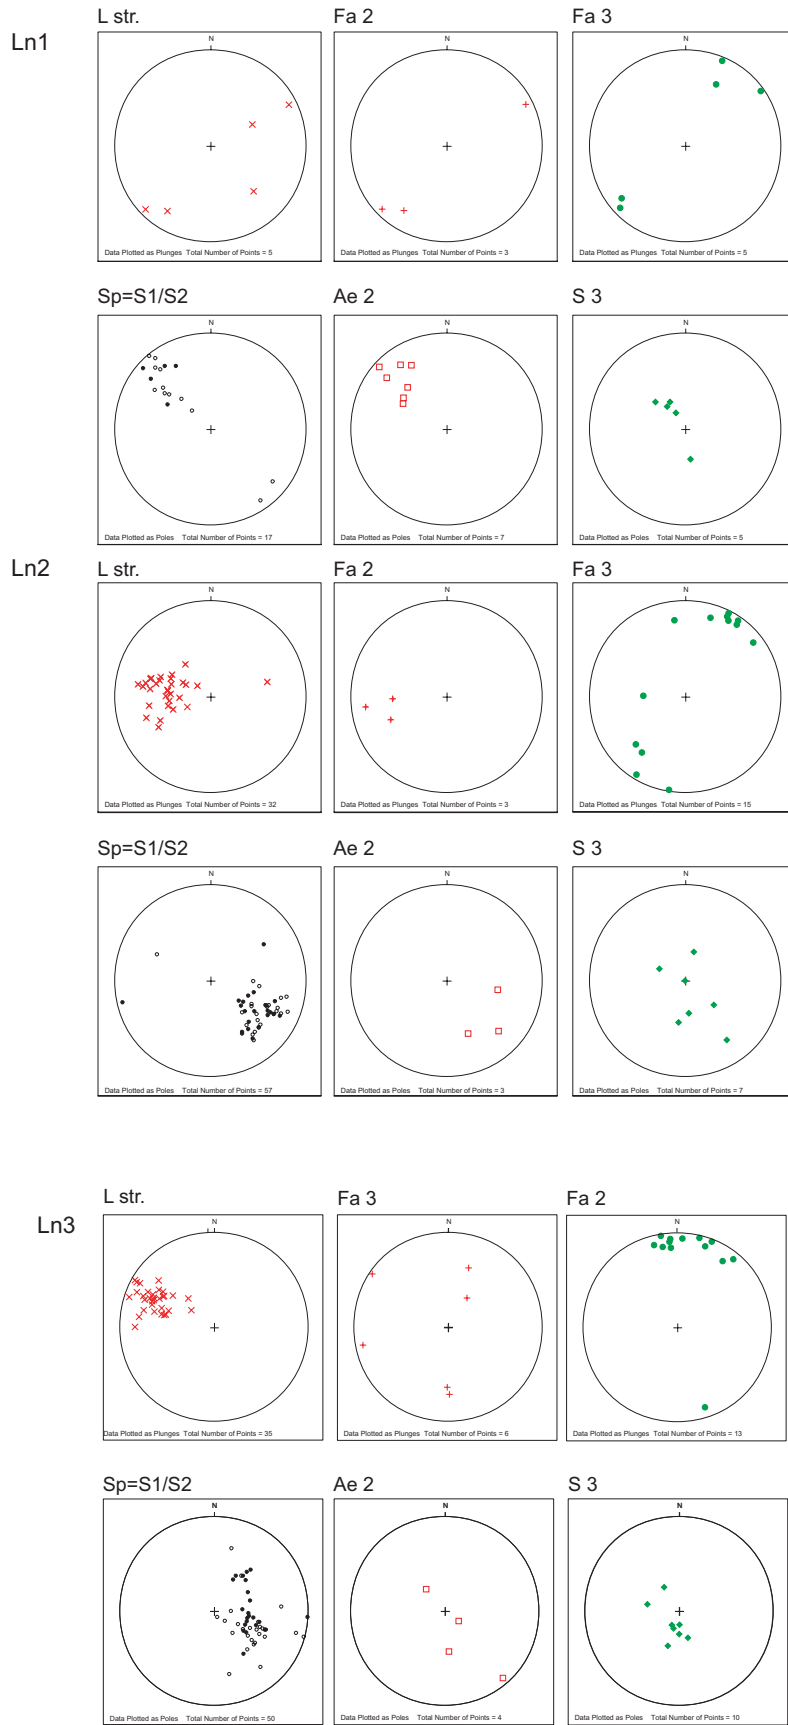 L str. Fa 2 Fa 3
Ln1
N N N
Data Plotted as Plunges Total Number of Points = 5
Data Plotted as Plunges Total Number of Points = 3
Data Plotted as Plunges Total Number of Points = 5
Sp=S1/S2 Ae 2 S 3
N N N
Data Plotted as Poles Total Number of Points = 17
Data Plotted as Poles Total Number of Points = 7
Data Plotted as Poles Total Number of Points = 5
Ln2
L str. Fa 2 Fa 3
N N N
Data Plotted as Plunges Total Number of Points = 32
Data Plotted as Plunges Total Number of Points = 3
Data Plotted as Plunges Total Number of Points = 15
Sp=S1/S2 Ae 2 S 3
N N N
Data Plotted as Poles Total Number of Points = 57
Data Plotted as Poles Total Number of Points = 3
Data Plotted as Poles Total Number of Points = 7
L str. Fa 3 Fa 2
Ln3
N N N
Data Plotted as Plunges Total Number of Points = 35
Data Plotted as Plunges Total Number of Points = 6
Data Plotted as Plunges Total Number of Points = 13
Sp=S1/S2 Ae 2 S 3
N N N
Data Plotted as Poles Total Number of Points = 50
Data Plotted as Poles Total Number of Points = 4
Data Plotted as Poles Total Number of Points = 10